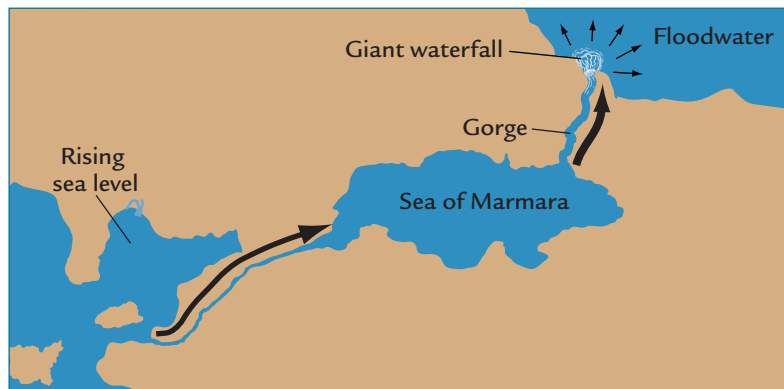 Giant waterfall
Floodwater
Gorge
Rising
sea level
Sea of Marmara